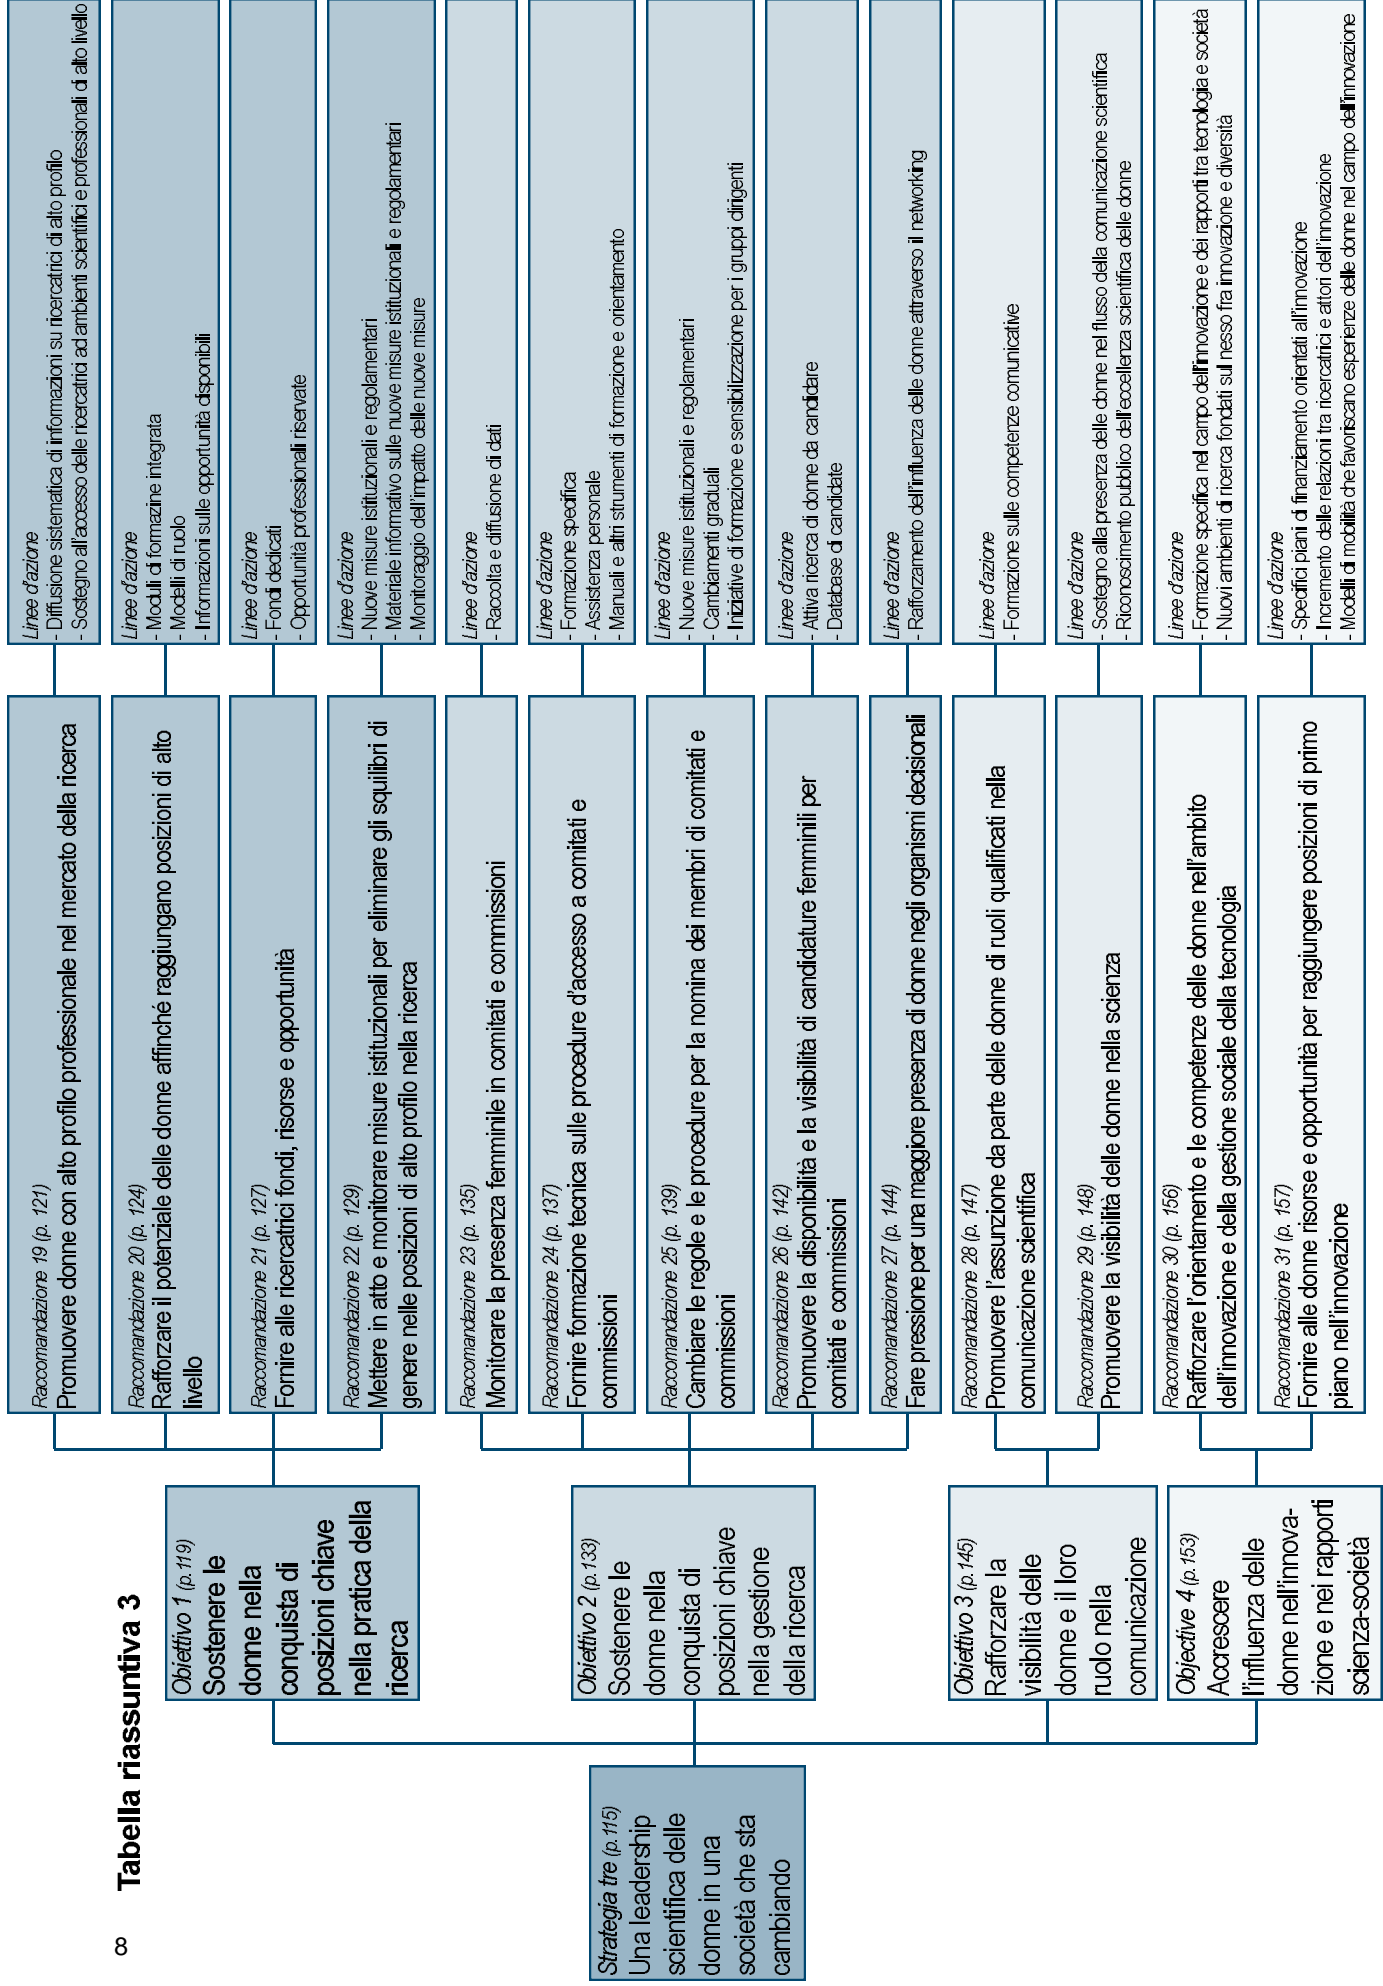 8
Tabella riassuntiva 3
Strategia tre (p.115)
Una leadership
scientifica delle
donne in una
società che sta
cambiando
Obiettivo 1 (p.119)
Sostenere le
donne nella
conquista di
posizioni chiave
nella pratica della
ricerca
Raccomandazione 19 (p. 121)
Promuovere donne con alto profilo professionale nel mercato della ricerca
Linee d'azione
- Diffusione sistematica di informazioni su ricercatrici di alto profilo
- Sostegno all'accesso delle ricercatrici ad ambienti scientifici e professionali di alto livello
Raccomandazione 20 (p. 124)
Rafforzare il potenziale delle donne affinché raggiungano posizioni di alto
livello
Linee d'azione
- Moduli di formazine integrata
- Modelli di ruolo
- Informazioni sulle opportunità disponibili
Raccomandazione 21 (p. 127)
Fornire alle ricercatrici fondi, risorse e opportunità
Linee d'azione
- Fondi dedicati
- Opportunità professionali riservate
Raccomandazione 22 (p. 129)
Mettere in atto e monitorare misure istituzionali per eliminare gli squilibri di
genere nelle posizioni di alto profilo nella ricerca
Linee d'azione
- Nuove misure istituzionali e regolamentari
- Materiale informativo sulle nuove misure istituzionali e regolamentari
- Monitoraggio dell'impatto delle nuove misure
Obiettivo 2 (p.133)
Sostenere le
donne nella
conquista di
posizioni chiave
nella gestione
della ricerca
Raccomandazione 23 (p. 135)
Monitorare la presenza femminile in comitati e commissioni
Linee d'azione
- Raccolta e diffusione di dati
Raccomandazione 24 (p. 137)
Fornire formazione tecnica sulle procedure d'accesso a comitati e
commissioni
Linee d'azione
- Formazione specifica
- Assistenza personale
- Manuali e altri strumenti di formazione e orientamento
Raccomandazione 25 (p. 139)
Cambiare le regole e le procedure per la nomina dei membri di comitati e
commissioni
Linee d'azione
- Nuove misure istituzionali e regolamentari
- Cambiamenti graduali
- Iniziative di formazione e sensibilizzazione per i gruppi dirigenti
Raccomandazione 26 (p. 142)
Promuovere la disponibilità e la visibilità di candidature femminili per
comitati e commissioni
Linee d'azione
- Attiva ricerca di donne da candidare
- Database di candidate
Raccomandazione 27 (p. 144)
Fare pressione per una maggiore presenza di donne negli organismi decisionali
Linee d'azione
- Rafforzamento dell'influenza delle donne attraverso il networking
Obiettivo 3 (p.145)
Rafforzare la
visibilità delle
donne e il loro
ruolo nella
comunicazione
Raccomandazione 28 (p. 147)
Promuovere l'assunzione da parte delle donne di ruoli qualificati nella
comunicazione scientifica
Linee d'azione
- Formazione sulle competenze comunicative
Raccomandazione 29 (p. 148)
Promuovere la visibilità delle donne nella scienza
Linee d'azione
- Sostegno alla presenza delle donne nel flusso della comunicazione scientifica
- Riconoscimento pubblico dell'eccellenza scientifica delle donne
Objective 4 (p.153)
Accrescere
l'influenza delle
donne nell'innova-
zione e nei rapporti
scienza-società
Raccomandazione 30 (p. 156)
Rafforzare l'orientamento e le competenze delle donne nell'ambito
dell'innovazione e della gestione sociale della tecnologia
Linee d'azione
- Formazione specifica nel campo dell'innovazione e dei rapporti tra tecnologia e società
- Nuovi ambienti di ricerca fondati sul nesso fra innovazione e diversità
Raccomandazione 31 (p. 157)
Fornire alle donne risorse e opportunità per raggiungere posizioni di primo
piano nell'innovazione
Linee d'azione
- Specifici piani di finanziamento orientati all'innovazione
- Incremento delle relazioni tra ricercatrici e attori dell'innovazione
- Modelli di mobilità che favoriscano esperienze delle donne nel campo dell'innovazione